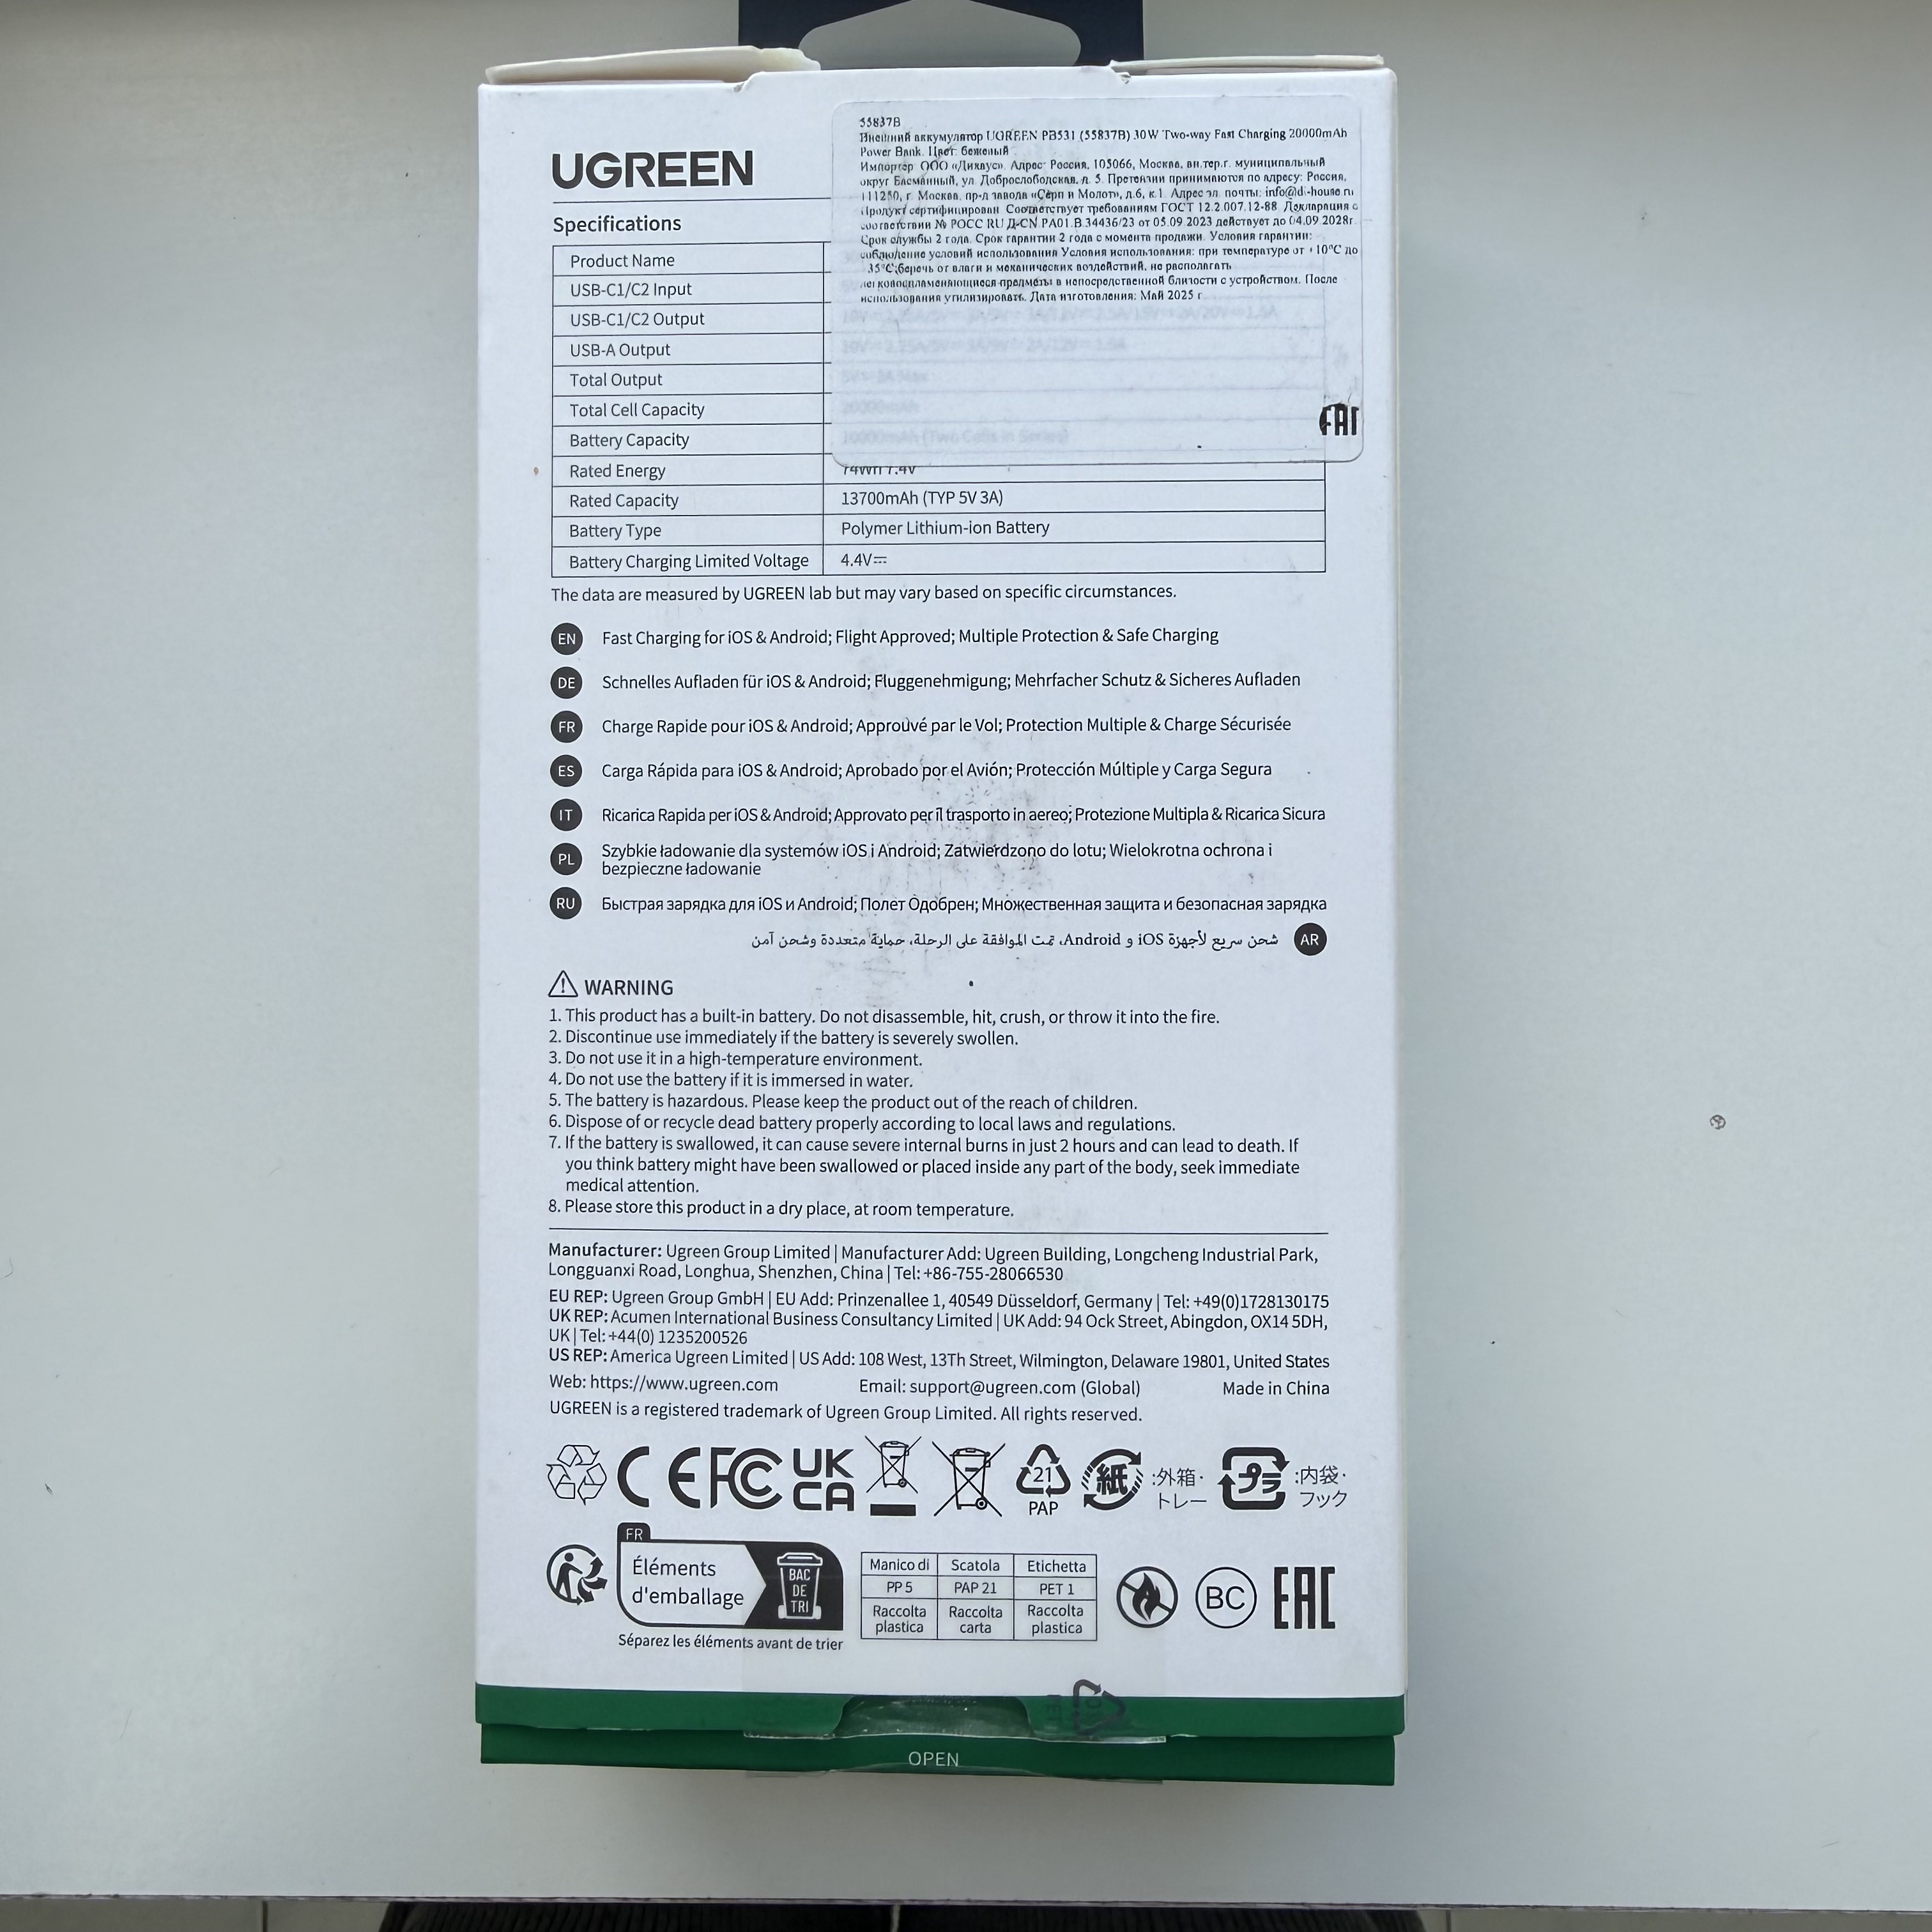 55837B
Внешний аккумулятор UGREEN PB531 (55837B) 30W Two-way Fast Charging 20000mAh
Power Bank. Цвет: бежевый
Импортер: ООО «Дихаус». Адрес: Россия, 105066, Москва, вн.тер.г. муниципальный
округ Басманный, ул. Доброслободская, д. 5. Претензии принимаются по адресу: Россия,
111250, г. Москва, пр-д завода «Серп и Молот», д.6, к.1. Адрес эл. почты: info@di-house.ru
Продукт сертифицирован. Соответствует требованиям ГОСТ 12.2.007.12-88. Декларация о
соответствии № РОСС RU Д-CN.РА01.В.34436/23 от 05.09.2023 действует до 04.09.2028г.
Срок службы 2 года. Срок гарантии 2 года с момента продажи. Условия гарантии:
соблюдение условий использования Условия использования: при температуре от +10°C до
35°C;беречь от влаги и механических воздействий, не располагать
легковоспламеняющиеся предметы в непосредственной близости с устройством. После
использования утилизировать. Дата изготовления: Май 2025 г
EAC
UGREEN
Specifications
Product Name
USB-C1/C2 Input
USB-C1/C2 Output
USB-A Output
Total Output
Total Cell Capacity 20000mAh
Battery Capacity 10000mAh (Two Cells in Series)
Rated Energy 74Wh 7.4V
Rated Capacity 13700mAh (TYP 5V 3A)
Battery Type Polymer Lithium-ion Battery
Battery Charging Limited Voltage 4.4V⎓
The data are measured by UGREEN lab but may vary based on specific circumstances.
EN Fast Charging for iOS & Android; Flight Approved; Multiple Protection & Safe Charging
DE Schnelles Aufladen für iOS & Android; Fluggenehmigung; Mehrfacher Schutz & Sicheres Aufladen
FR Charge Rapide pour iOS & Android; Approuvé par le Vol; Protection Multiple & Charge Sécurisée
ES Carga Rápida para iOS & Android; Aprobado por el Avión; Protección Múltiple y Carga Segura
IT Ricarica Rapida per iOS & Android; Approvato per il trasporto in aereo; Protezione Multipla & Ricarica Sicura
PL Szybkie ładowanie dla systemów iOS i Android; Zatwierdzono do lotu; Wielokrotna ochrona i
bezpieczne ładowanie
RU Быстрая зарядка для iOS и Android; Полет Одобрен; Множественная защита и безопасная зарядка
AR شحن سريع لأجهزة iOS و Android، تمت الموافقة على الرحلة، حماية متعددة وشحن آمن
WARNING
1. This product has a built-in battery. Do not disassemble, hit, crush, or throw it into the fire.
2. Discontinue use immediately if the battery is severely swollen.
3. Do not use it in a high-temperature environment.
4. Do not use the battery if it is immersed in water.
5. The battery is hazardous. Please keep the product out of the reach of children.
6. Dispose of or recycle dead battery properly according to local laws and regulations.
7. If the battery is swallowed, it can cause severe internal burns in just 2 hours and can lead to death. If
you think battery might have been swallowed or placed inside any part of the body, seek immediate
medical attention.
8. Please store this product in a dry place, at room temperature.
Manufacturer: Ugreen Group Limited | Manufacturer Add: Ugreen Building, Longcheng Industrial Park,
Longguanxi Road, Longhua, Shenzhen, China | Tel: +86-755-28066530
EU REP: Ugreen Group GmbH | EU Add: Prinzenallee 1, 40549 Düsseldorf, Germany | Tel: +49(0)1728130175
UK REP: Acumen International Business Consultancy Limited | UK Add: 94 Ock Street, Abingdon, OX14 5DH,
UK | Tel: +44(0) 1235200526
US REP: America Ugreen Limited | US Add: 108 West, 13Th Street, Wilmington, Delaware 19801, United States
Web: https://www.ugreen.com Email: support@ugreen.com (Global) Made in China
UGREEN is a registered trademark of Ugreen Group Limited. All rights reserved.
CE FC UK
CA
21
PAP
紙 :外箱·
トレー
プラ :内袋·
フック
FR
Éléments
d'emballage
BAC
DE
TRI
Séparez les éléments avant de trier
Manico di Scatola Etichetta
PP 5 PAP 21 PET 1
Raccolta Raccolta Raccolta
plastica carta plastica
BC EAC
OPEN